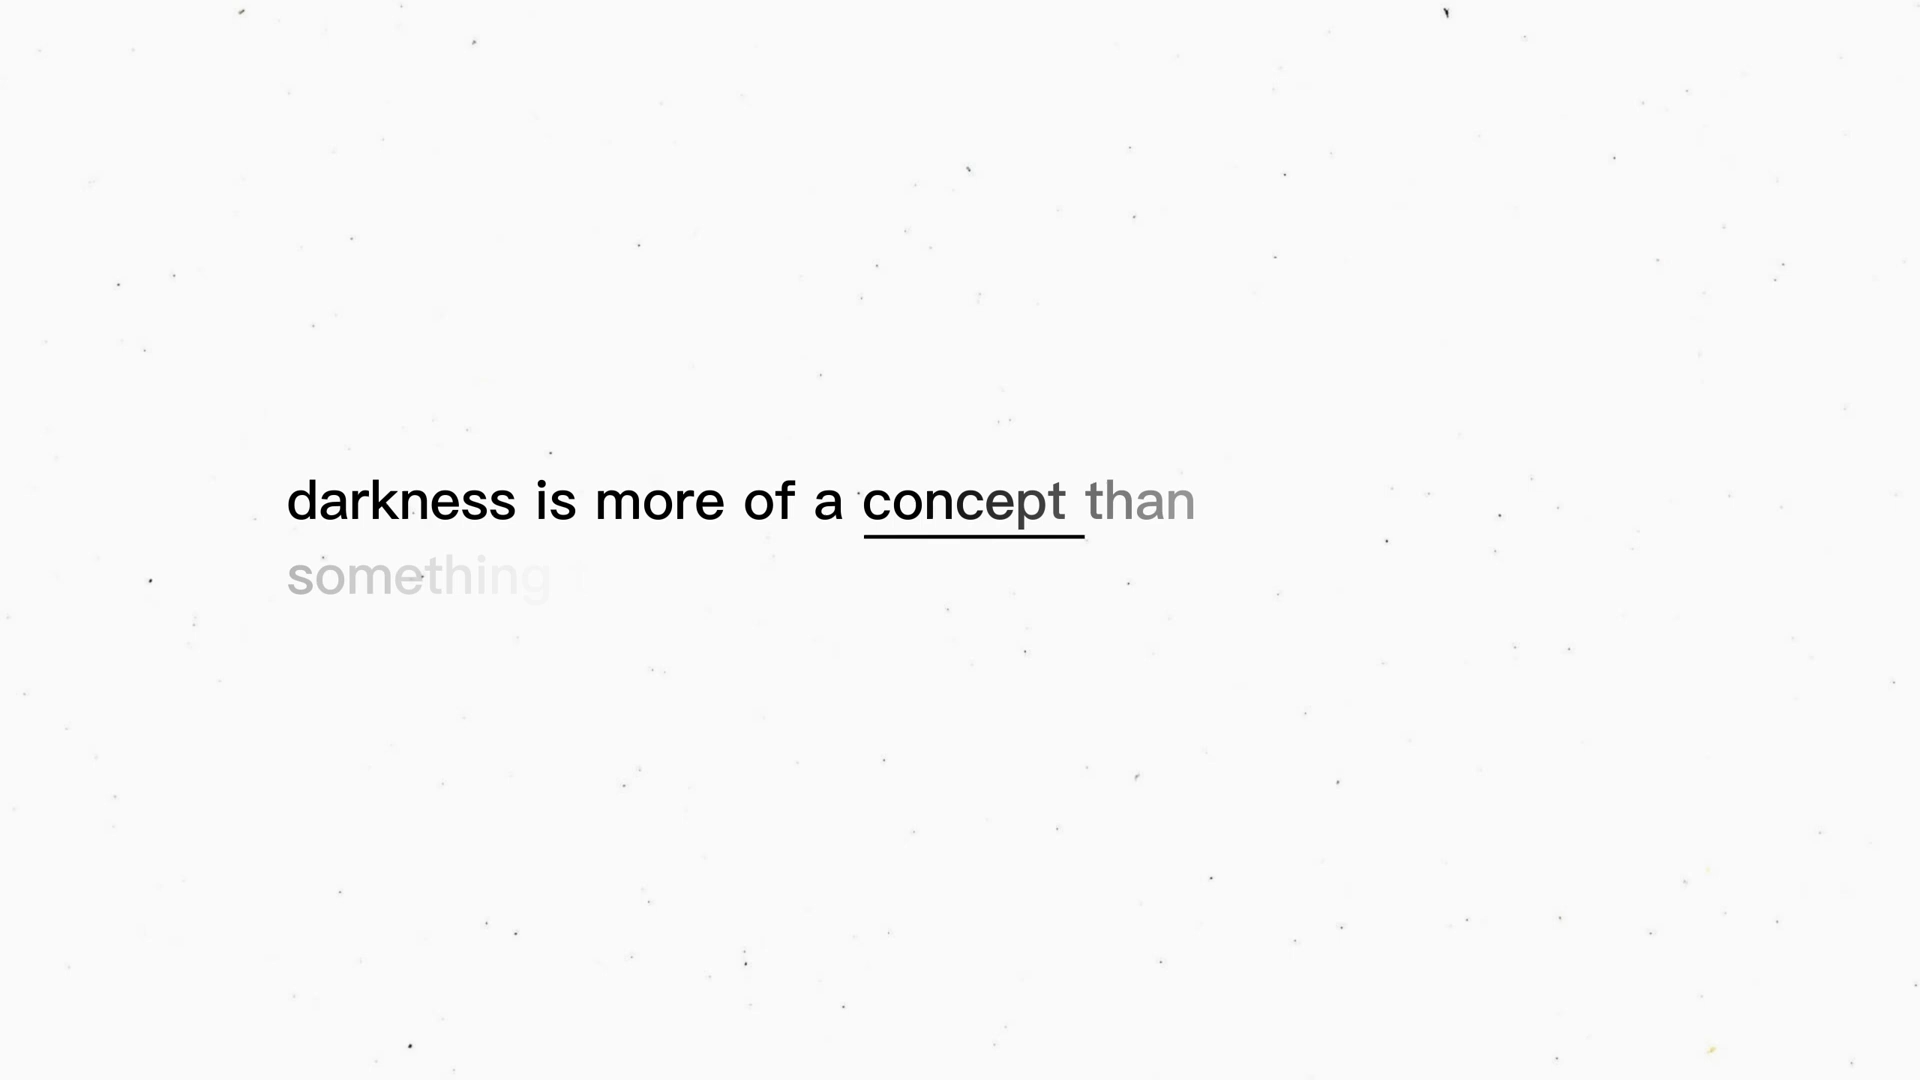 darkness is more of a concept than
something